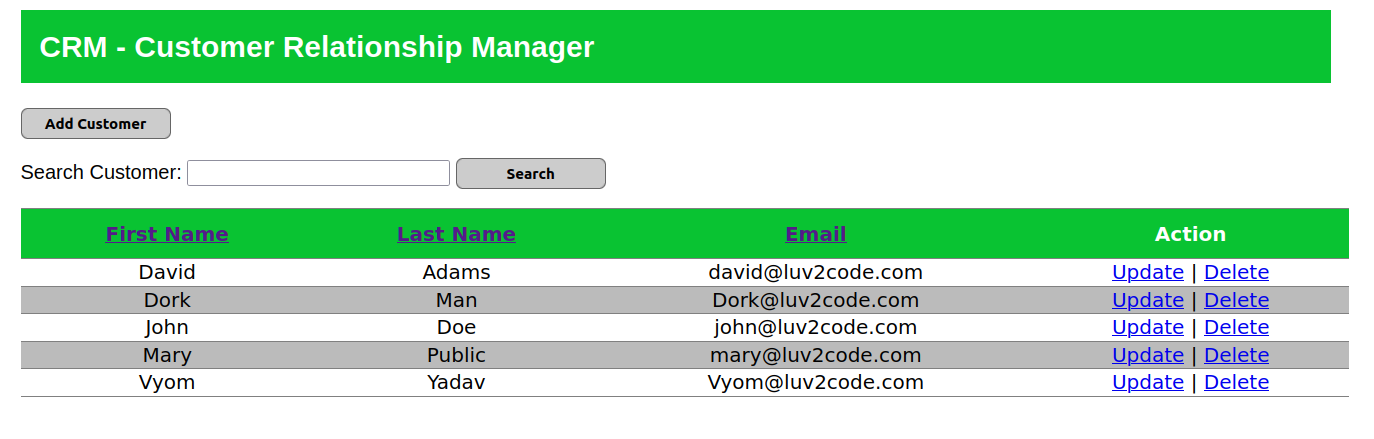 CRM - Customer Relationship Manager
Add Customer
Search Customer: Search
First Name Last Name Email Action
David Adams david@luv2code.com Update | Delete
Dork Man Dork@luv2code.com Update | Delete
John Doe john@luv2code.com Update | Delete
Mary Public mary@luv2code.com Update | Delete
Vyom Yadav Vyom@luv2code.com Update | Delete